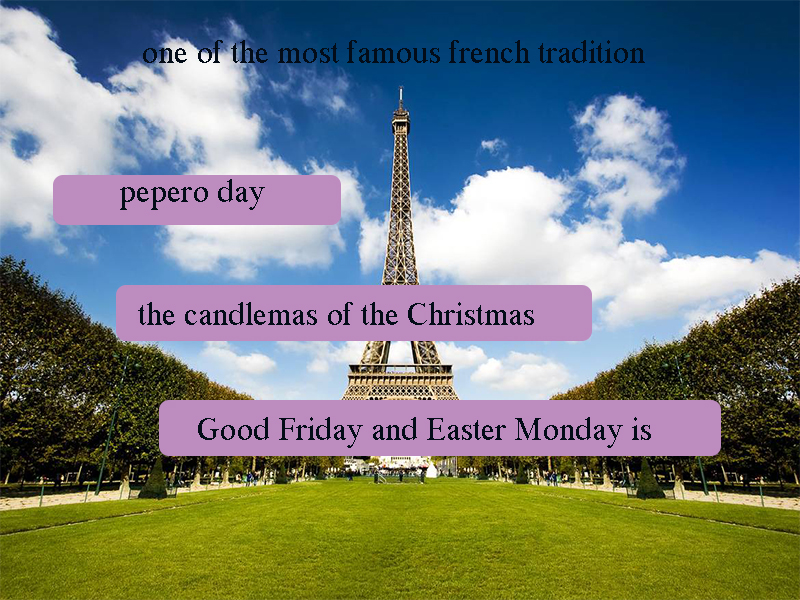 one of the most famous french tradition
pepero day
the candlemas of the Christmas
Good Friday and Easter Monday is